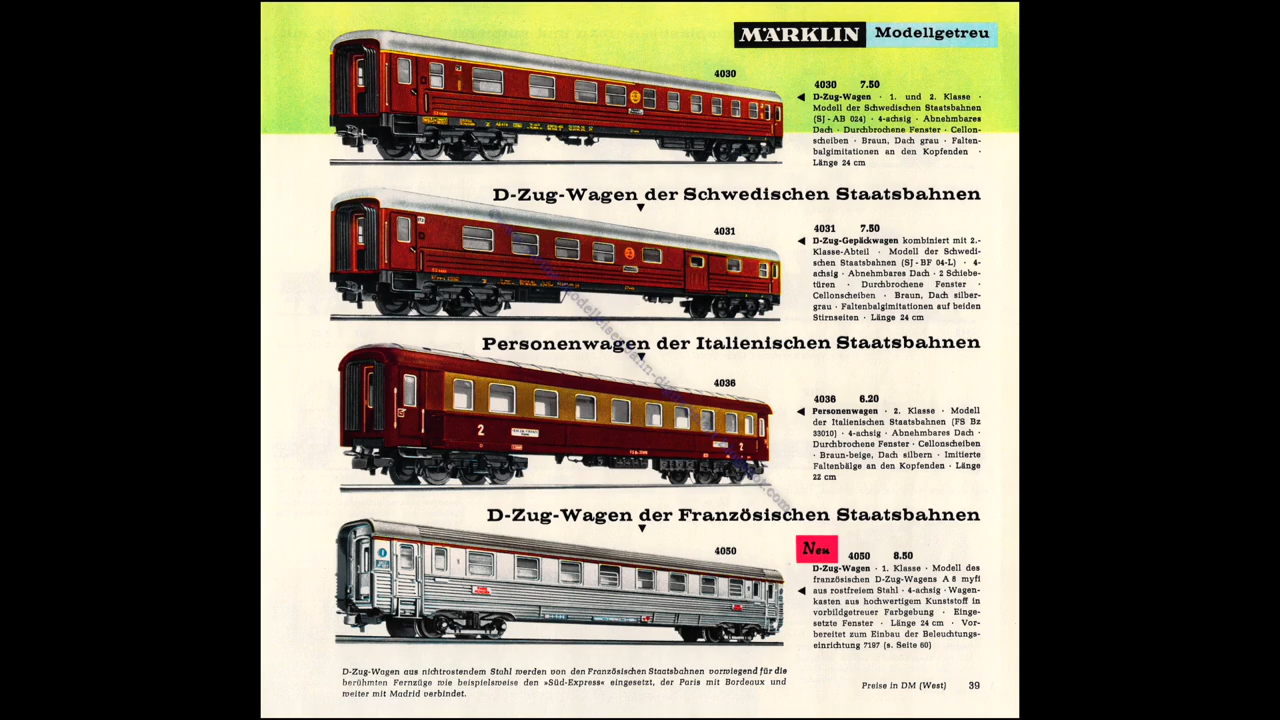 MÄRKLIN Modellgetreu
4030
4030 7.50
D-Zug-Wagen · 1. und 2. Klasse ·
Modell der Schwedischen Staatsbahnen
(SJ - AB 024) · 4-achsig · Abnehmbares
Dach · Durchbrochene Fenster · Cellon-
scheiben · Braun, Dach grau · Falten-
balgimitationen an den Kopfenden ·
Länge 24 cm
D-Zug-Wagen der Schwedischen Staatsbahnen
4031
4031 7.50
D-Zug-Gepäckwagen kombiniert mit 2.-
Klasse-Abteil · Modell der Schwedi-
schen Staatsbahnen (SJ - BF 04-L) · 4-
achsig · Abnehmbares Dach · 2 Schiebe-
türen · Durchbrochene Fenster ·
Cellonscheiben · Braun, Dach silber-
grau · Faltenbalgimitationen auf beiden
Stirnseiten · Länge 24 cm
Personenwagen der Italienischen Staatsbahnen
4036
4036 6.20
Personenwagen · 2. Klasse · Modell
der Italienischen Staatsbahnen (FS Bz
33010) · 4-achsig · Abnehmbares Dach ·
Durchbrochene Fenster · Cellonscheiben
· Braun-beige, Dach silbern · Imitierte
Faltenbälge an den Kopfenden · Länge
22 cm
2 2
D-Zug-Wagen der Französischen Staatsbahnen
4050
Neu 4050 8.50
D-Zug-Wagen · 1. Klasse · Modell des
französischen D-Zug-Wagens A 8 myfi
aus rostfreiem Stahl · 4-achsig · Wagen-
kasten aus hochwertigem Kunststoff in
vorbildgetreuer Farbgebung · Einge-
setzte Fenster · Länge 24 cm · Vor-
bereitet zum Einbau der Beleuchtungs-
einrichtung 7197 (s. Seite 60)
D-Zug-Wagen aus nichtrostendem Stahl werden von den Französischen Staatsbahnen vorwiegend für die
berühmten Fernzüge wie beispielsweise den »Süd-Express« eingesetzt, der Paris mit Bordeaux und
weiter mit Madrid verbindet.
Preise in DM (West) 39